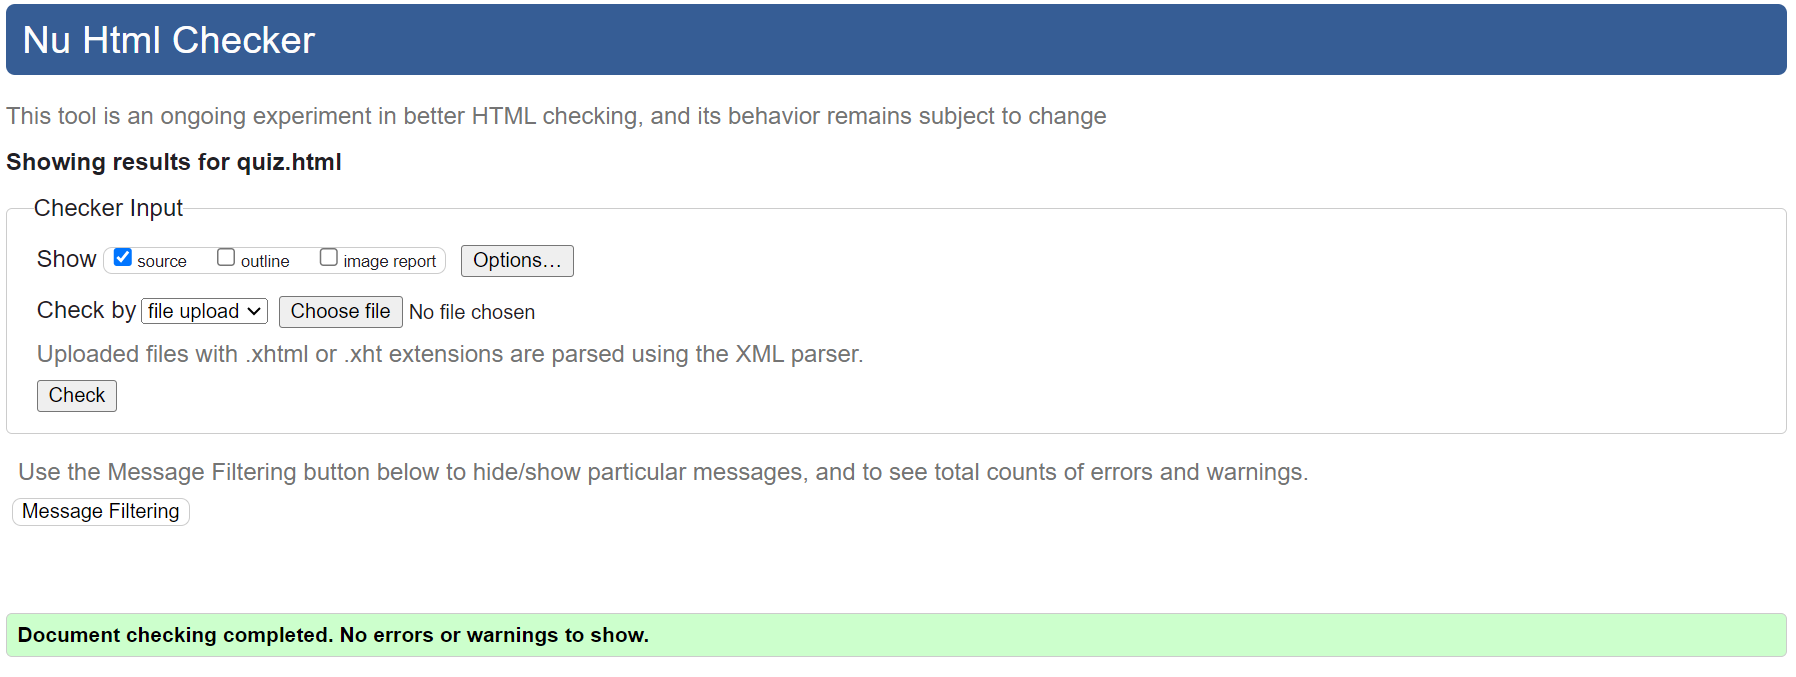 Nu Html Checker
This tool is an ongoing experiment in better HTML checking, and its behavior remains subject to change
Showing results for quiz.html
Checker Input
Show source outline image report Options...
Check by file upload Choose file No file chosen
Uploaded files with .xhtml or .xht extensions are parsed using the XML parser.
Check
Use the Message Filtering button below to hide/show particular messages, and to see total counts of errors and warnings.
Message Filtering
Document checking completed. No errors or warnings to show.